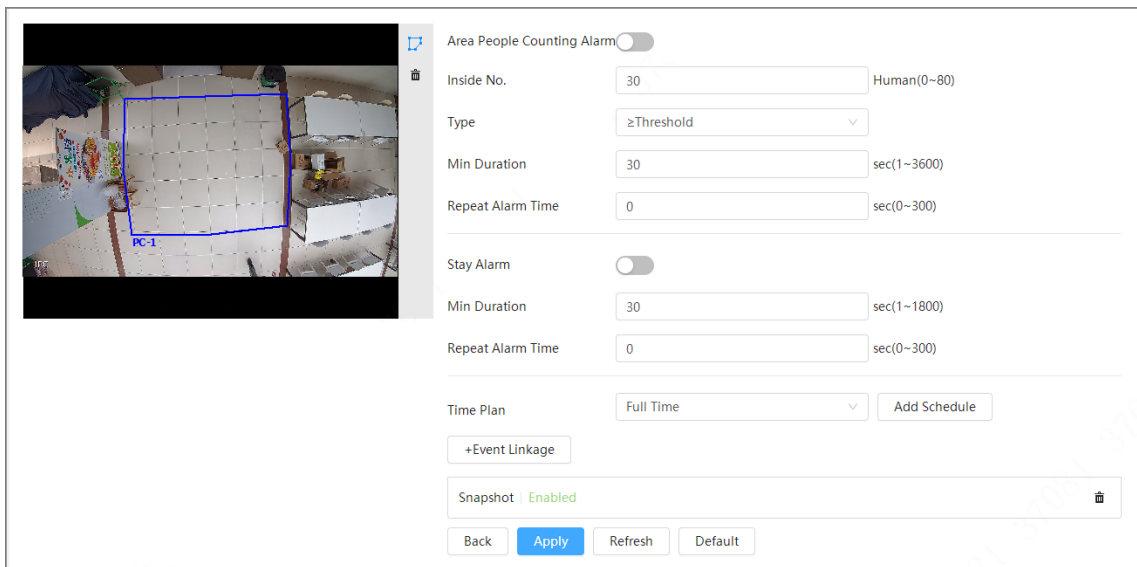 Area People Counting Alarm
Inside No. 30 Human(0~80)
Type ≥Threshold
Min Duration 30 sec(1~3600)
Repeat Alarm Time 0 sec(0~300)
Stay Alarm
Min Duration 30 sec(1~1800)
Repeat Alarm Time 0 sec(0~300)
Time Plan Full Time Add Schedule
+Event Linkage
Snapshot | Enabled
Back Apply Refresh Default
PC-1
IPC
37081